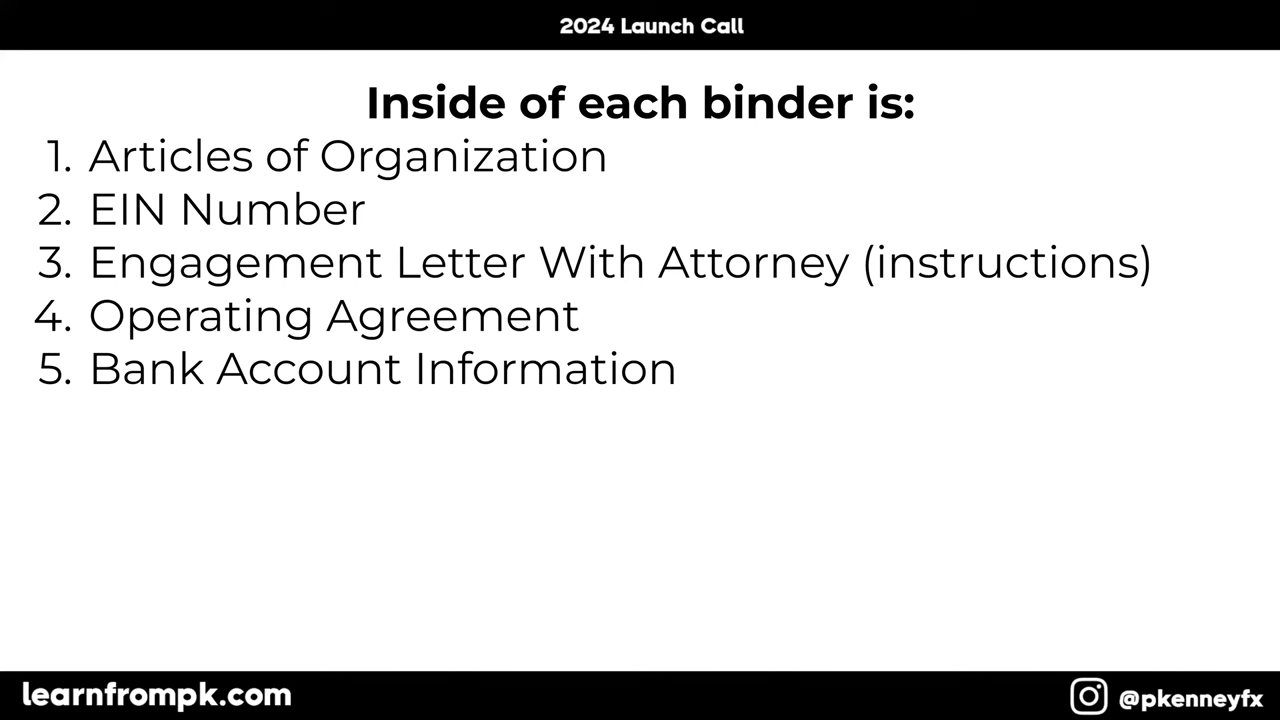 2024 Launch Call
Inside of each binder is:
1. Articles of Organization
2. EIN Number
3. Engagement Letter With Attorney (instructions)
4. Operating Agreement
5. Bank Account Information
learnfrompk.com
@pkenneyfx